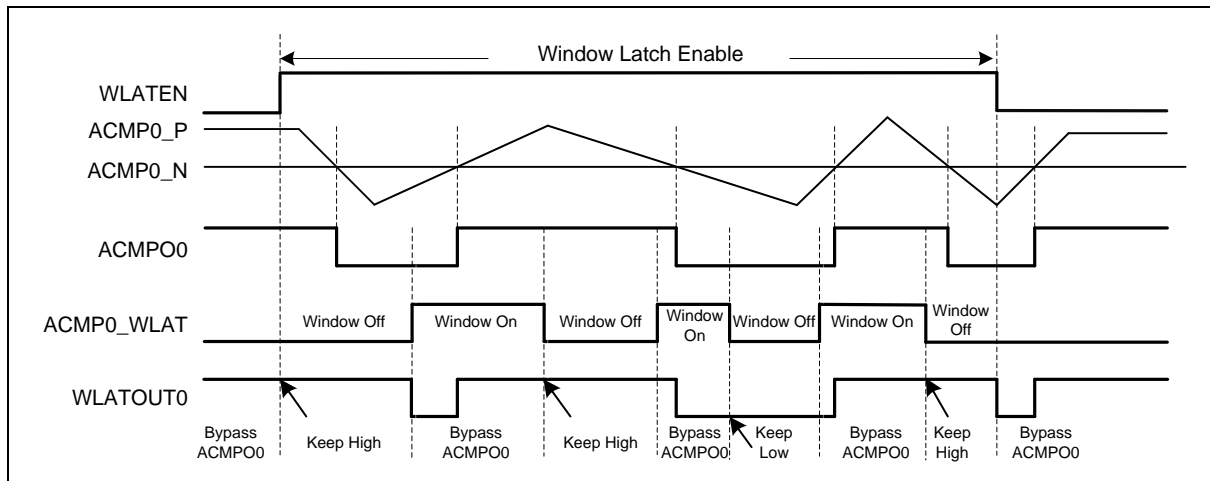 Window Latch Enable
WLATEN
ACMP0_P
ACMP0_N
ACMPO0
ACMP0_WLAT
Window Off
Window On
Window Off
Window
On
Window Off
Window On
Window
Off
WLATOUT0
Bypass
ACMPO0
Keep High
Bypass
ACMPO0
Keep High
Bypass
ACMPO0
Keep
Low
Bypass
ACMPO0
Keep
High
Bypass
ACMPO0